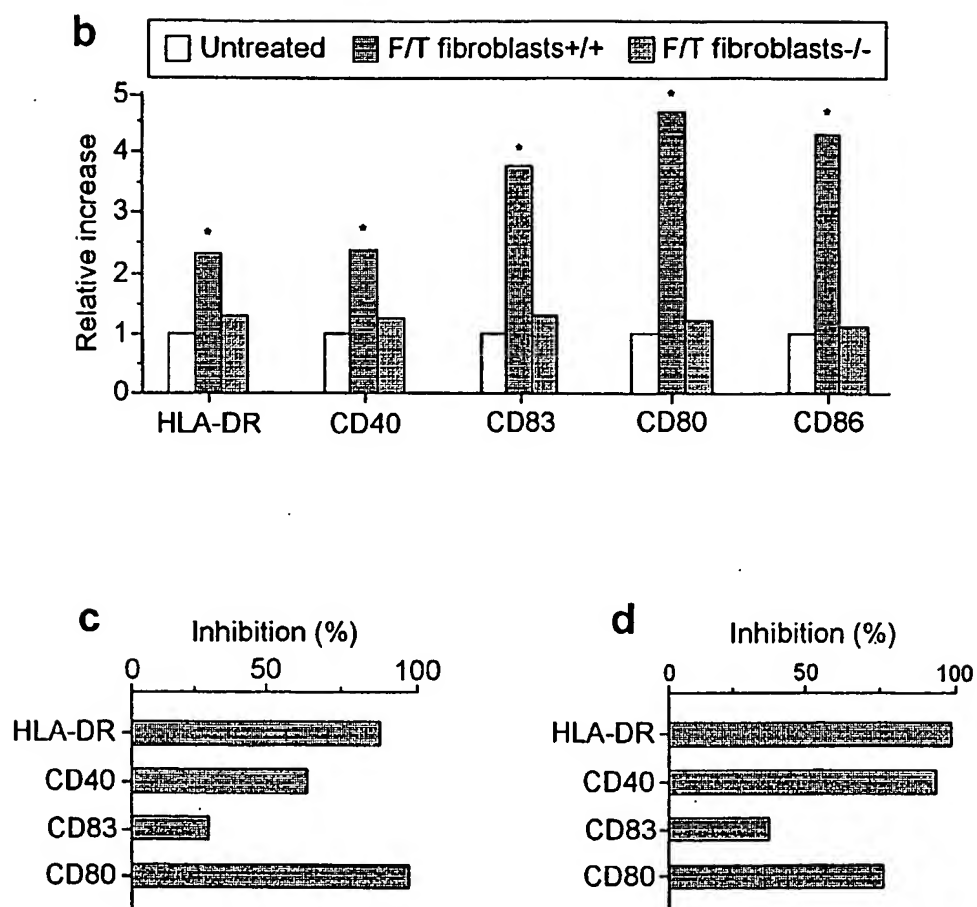 b
Untreated F/T fibroblasts+/+ F/T fibroblasts-/-
Relative increase
5
4
3
2
1
0
* * * * *
HLA-DR CD40 CD83 CD80 CD86
c
Inhibition (%)
0 50 100
HLA-DR
CD40
CD83
CD80
d
Inhibition (%)
0 50 100
HLA-DR
CD40
CD83
CD80